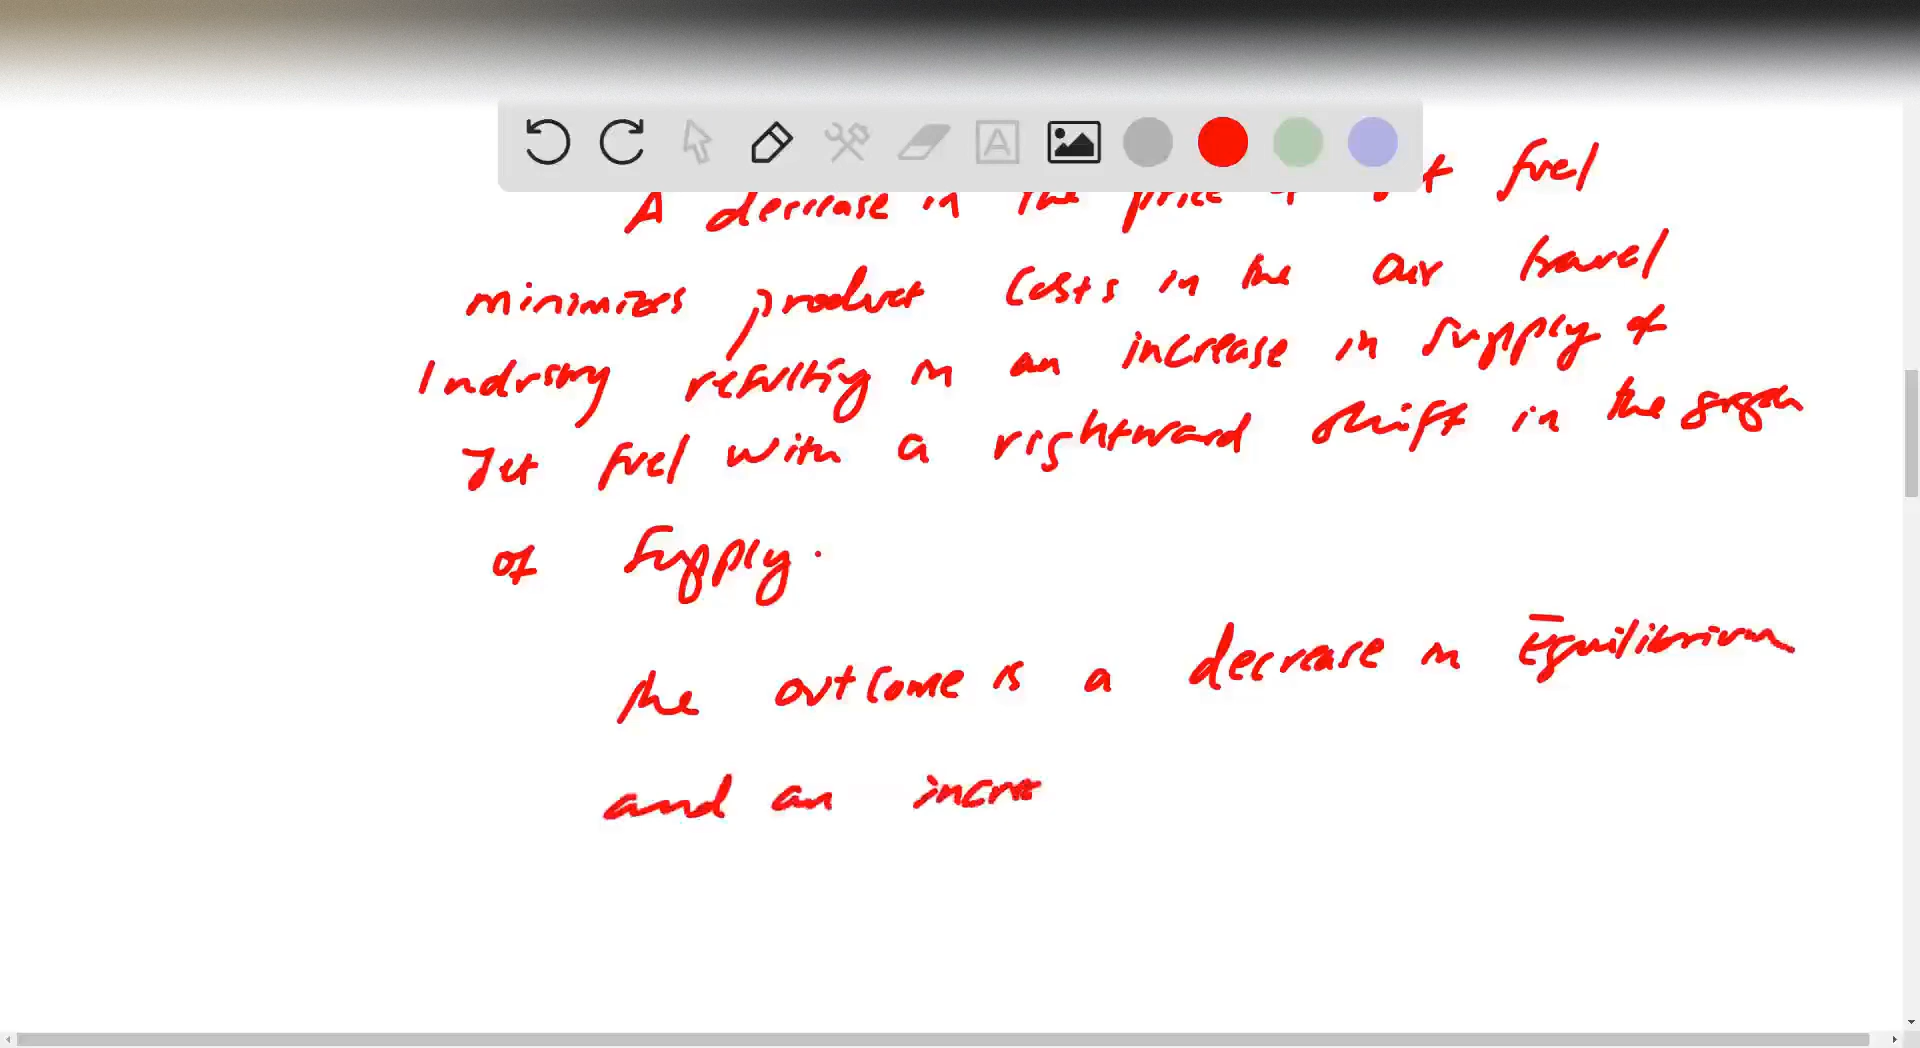 A decrease in the price of jet fuel
minimizes product costs in the air travel
Industry resulting in an increase in supply of
Jet fuel with a rightward shift in the graph
of supply.
The outcome is a decrease in Equilibrium
and an incre